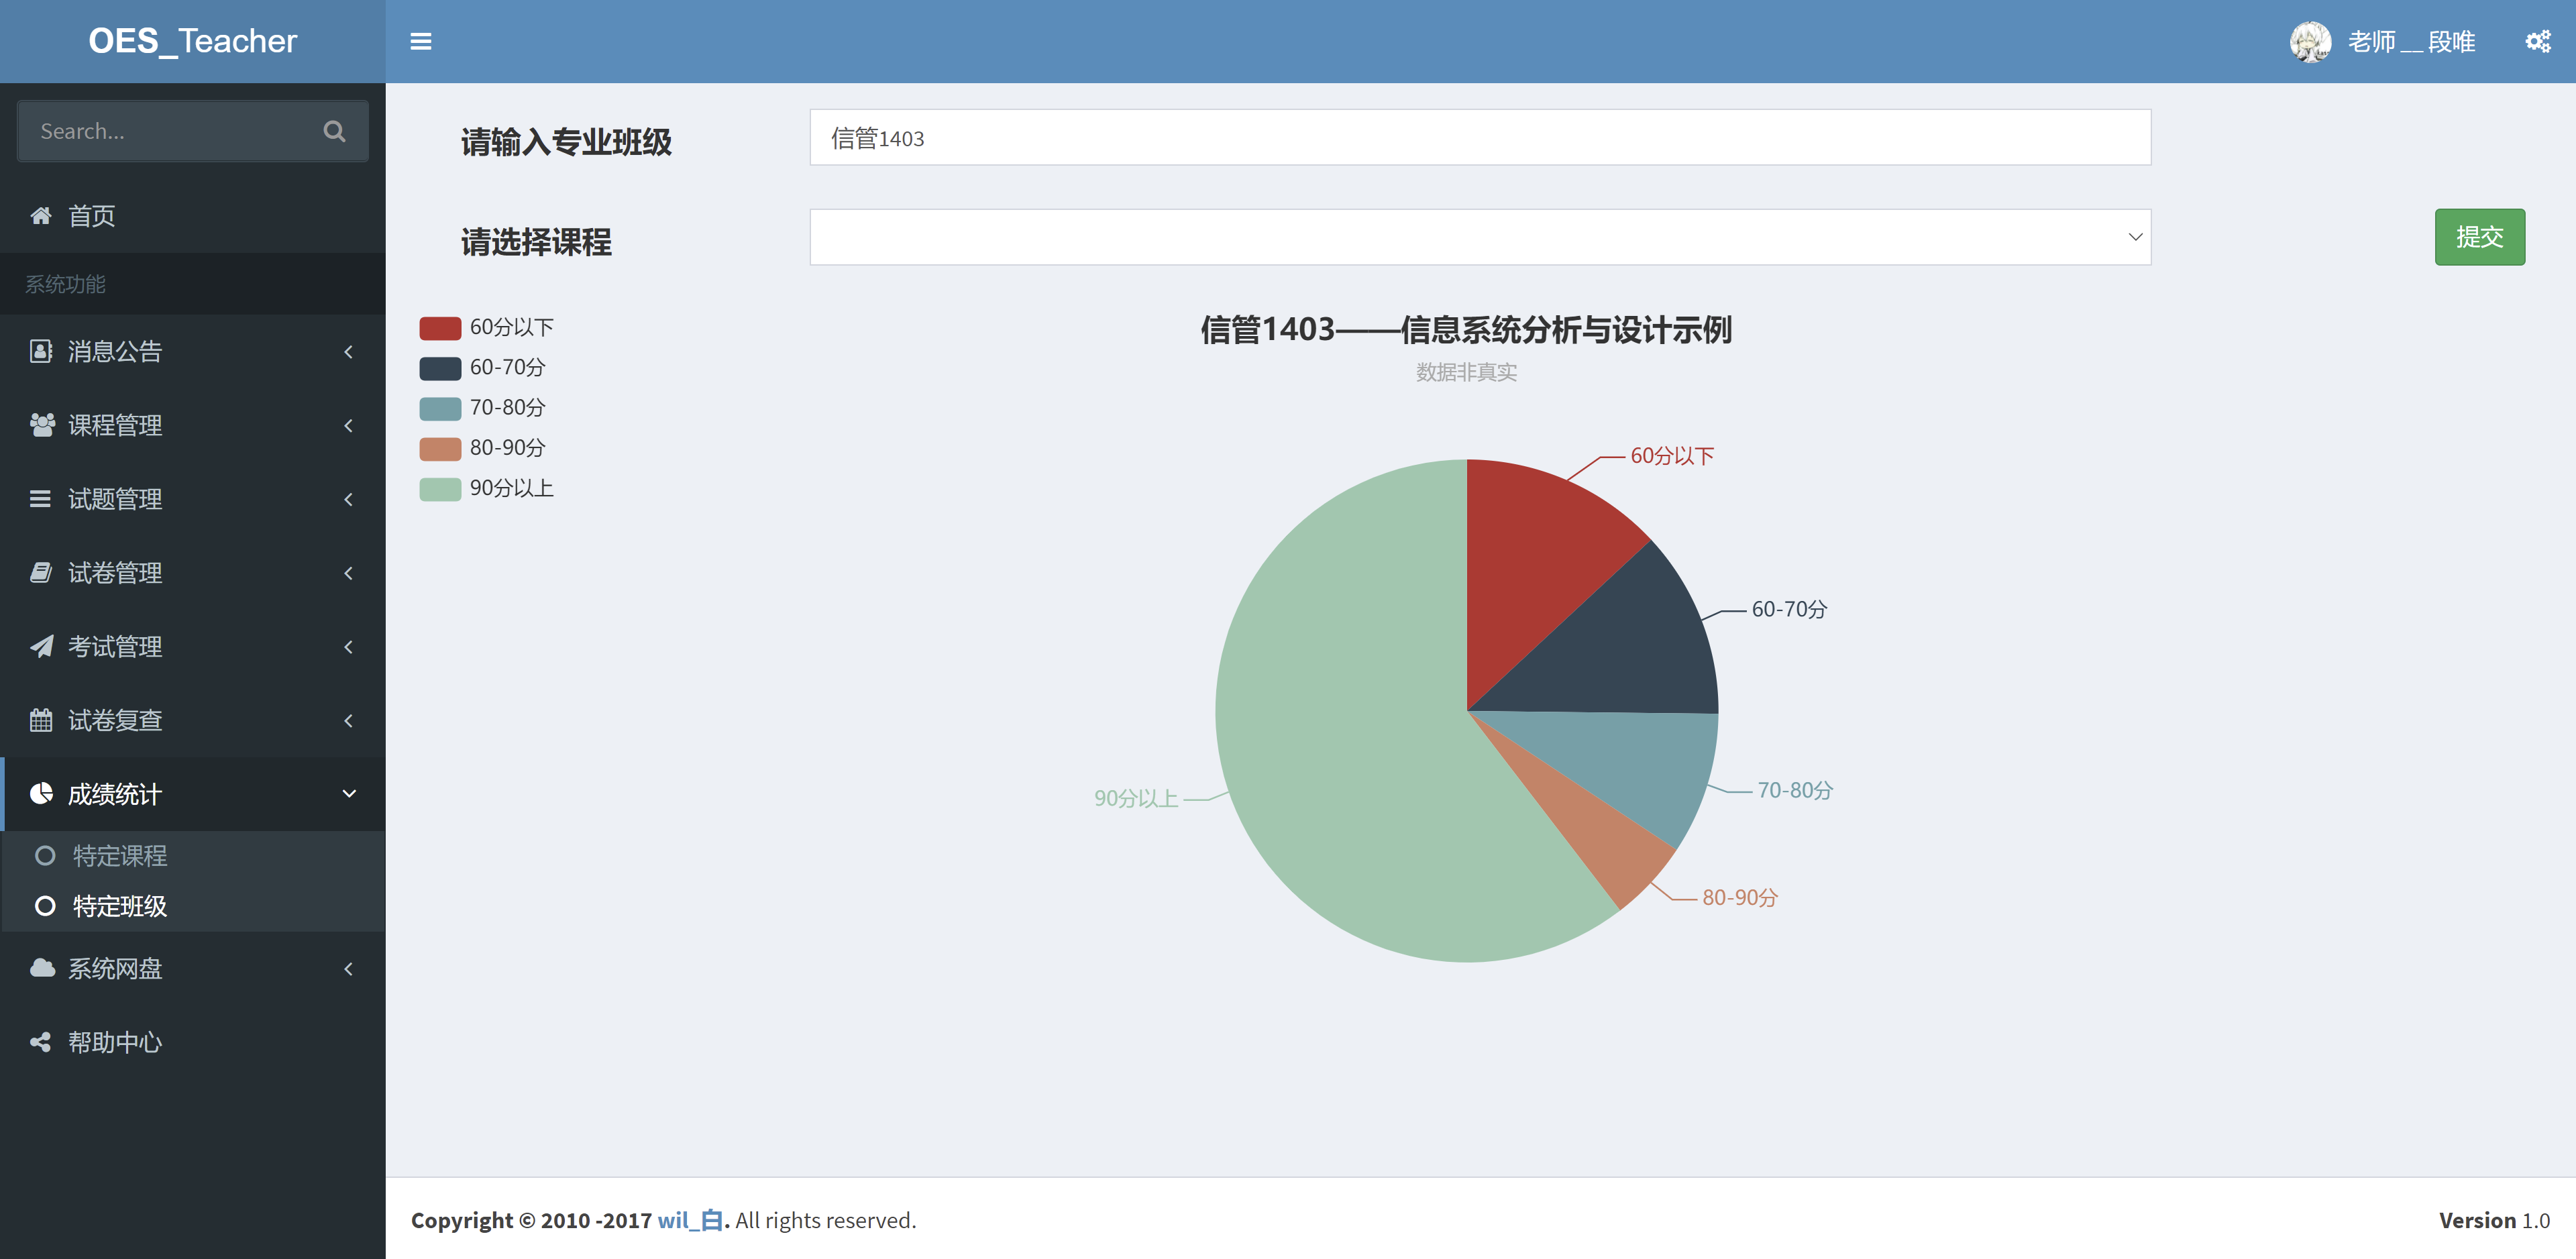 OES_Teacher
老师 __ 段唯
Search...
首页
系统功能
消息公告
课程管理
试题管理
试卷管理
考试管理
试卷复查
成绩统计
特定课程
特定班级
系统网盘
帮助中心
请输入专业班级
信管1403
请选择课程
提交
60分以下
60-70分
70-80分
80-90分
90分以上
信管1403——信息系统分析与设计示例
数据非真实
60分以下
60-70分
70-80分
80-90分
90分以上
Copyright © 2010 -2017 wil_白. All rights reserved.
Version 1.0